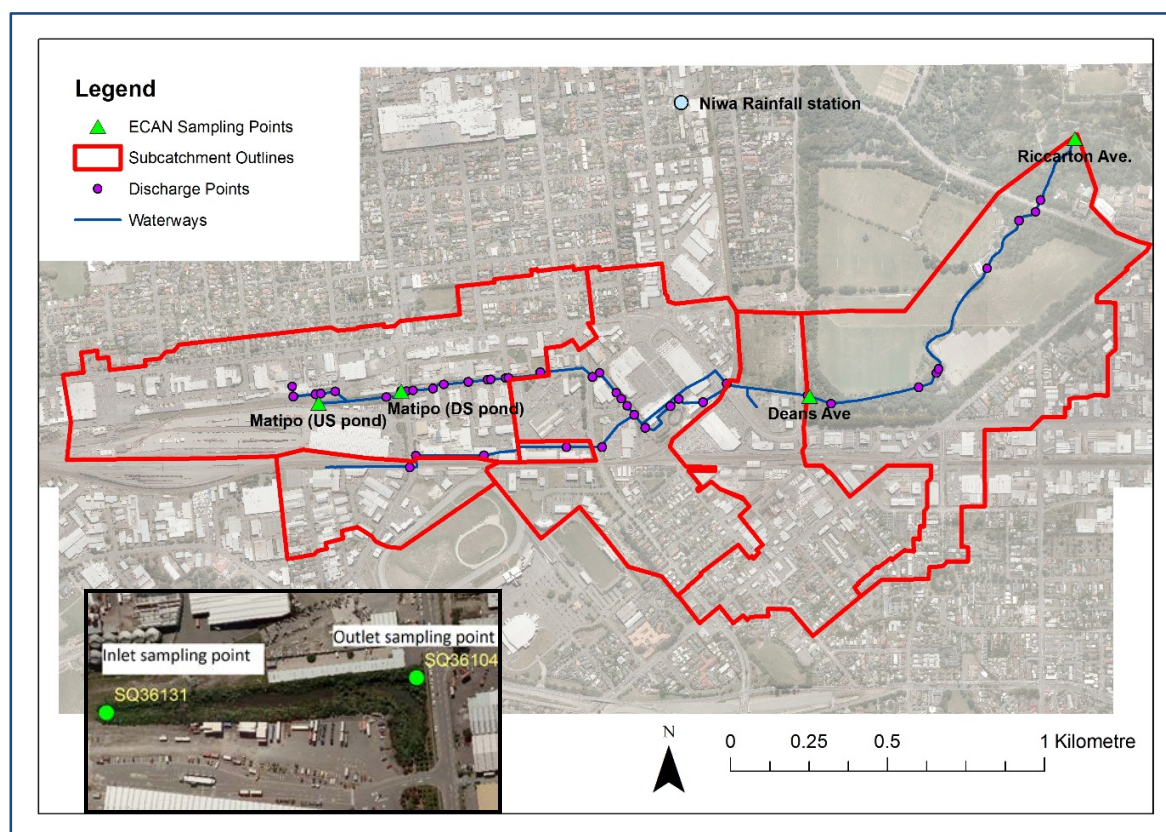 Legend
ECAN Sampling Points
Subcatchment Outlines
Discharge Points
Waterways
Niwa Rainfall station
Riccarton Ave.
Matipo (US pond)
Matipo (DS pond)
Deans Ave
Inlet sampling point
SQ36131
Outlet sampling point
SQ36104
N
0 0.25 0.5 1 Kilometre